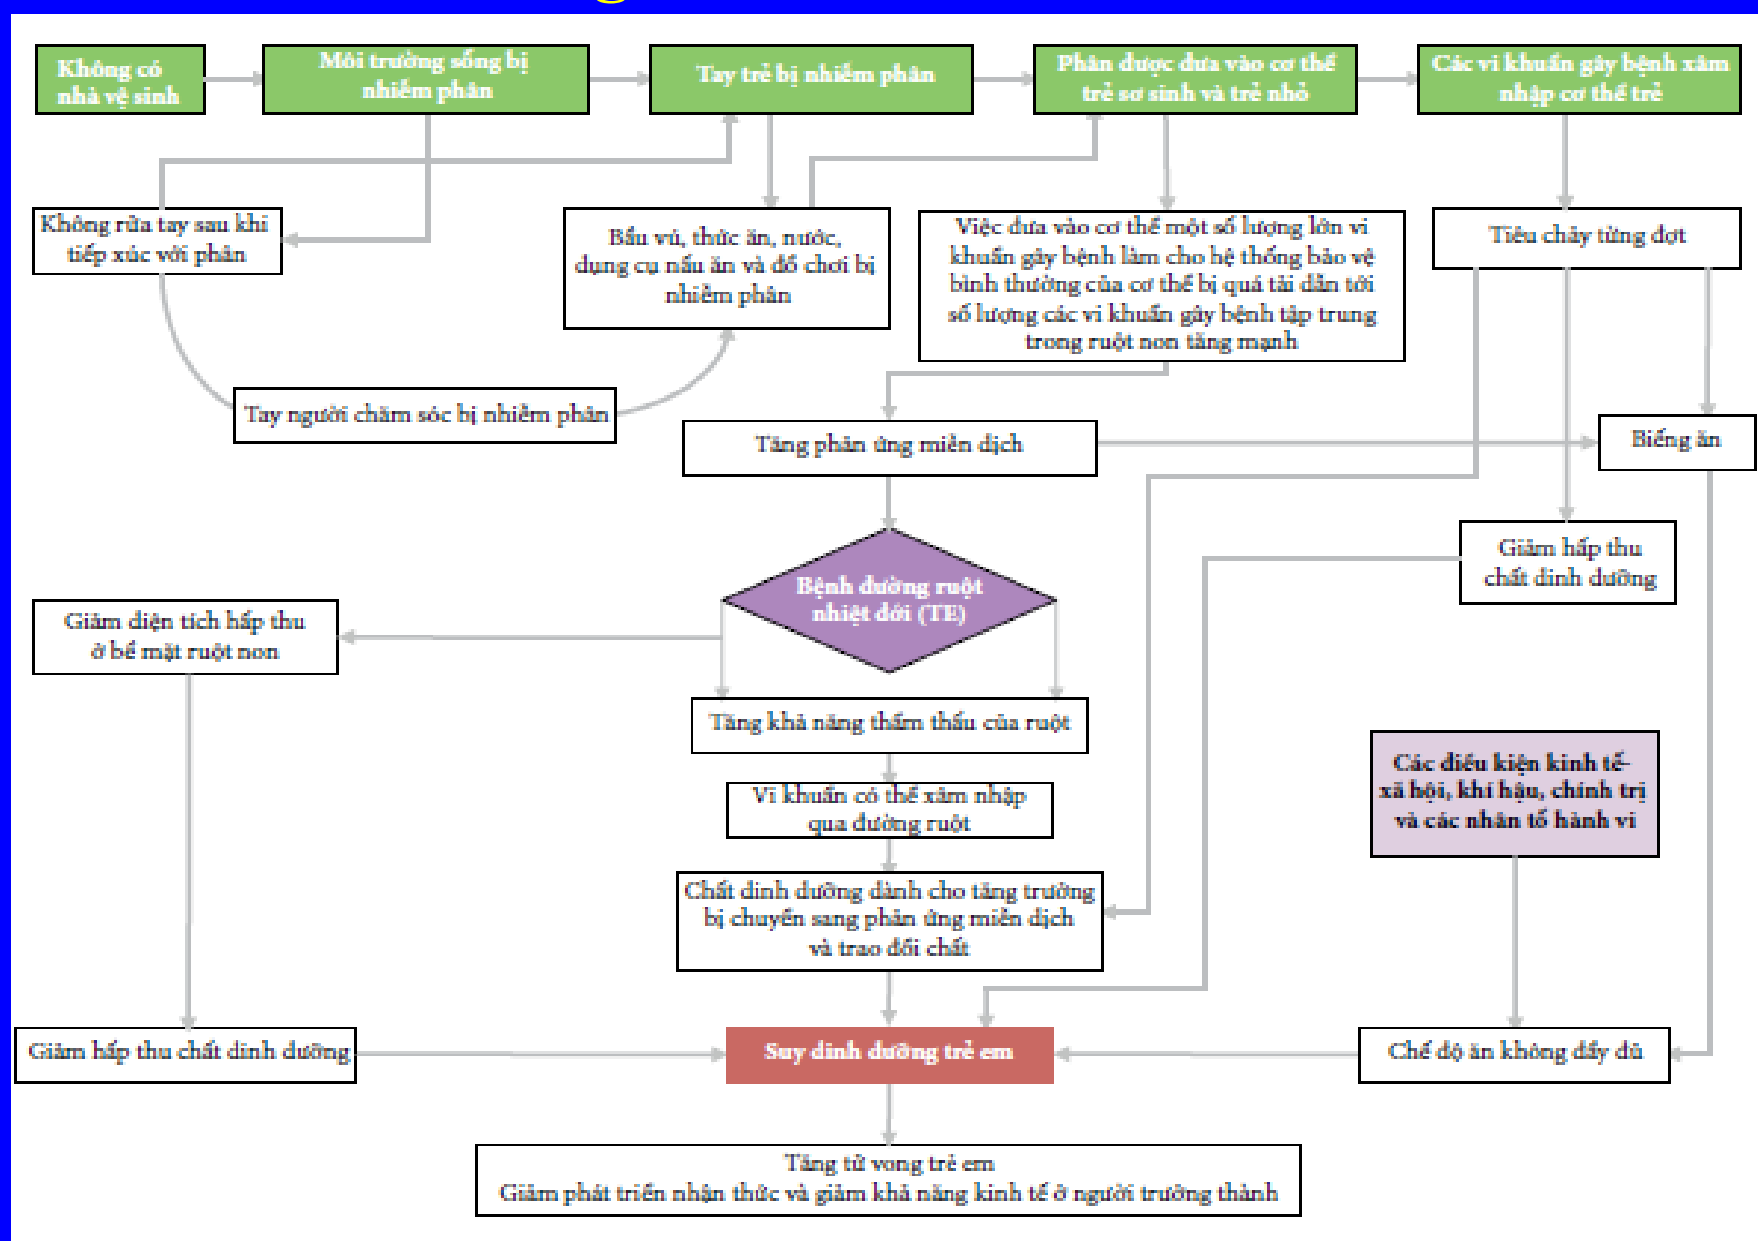 Không có
nhà vệ sinh
Môi trường sống bị
nhiễm phân
Tay trẻ bị nhiễm phân
Phân được đưa vào cơ thể
trẻ sơ sinh và trẻ nhỏ
Các vi khuẩn gây bệnh xâm
nhập cơ thể trẻ
Không rửa tay sau khi
tiếp xúc với phân
Bầu vú, thức ăn, nước,
dụng cụ nấu ăn và đồ chơi bị
nhiễm phân
Việc đưa vào cơ thể một số lượng lớn vi
khuẩn gây bệnh làm cho hệ thống bảo vệ
bình thường của cơ thể bị quá tải dẫn tới
số lượng các vi khuẩn gây bệnh tập trung
trong ruột non tăng mạnh
Tiêu chảy từng đợt
Tay người chăm sóc bị nhiễm phân
Tăng phản ứng miễn dịch
Biếng ăn
Giảm hấp thu
chất dinh dưỡng
Bệnh đường ruột
nhiệt đới (TE)
Giảm diện tích hấp thu
ở bề mặt ruột non
Tăng khả năng thẩm thấu của ruột
Các điều kiện kinh tế-
xã hội, khí hậu, chính trị
và các nhân tố hành vi
Vi khuẩn có thể xâm nhập
qua đường ruột
Chất dinh dưỡng dành cho tăng trưởng
bị chuyển sang phản ứng miễn dịch
và trao đổi chất
Giảm hấp thu chất dinh dưỡng
Suy dinh dưỡng trẻ em
Chế độ ăn không đầy đủ
Tăng tử vong trẻ em
Giảm phát triển nhận thức và giảm khả năng kinh tế ở người trưởng thành